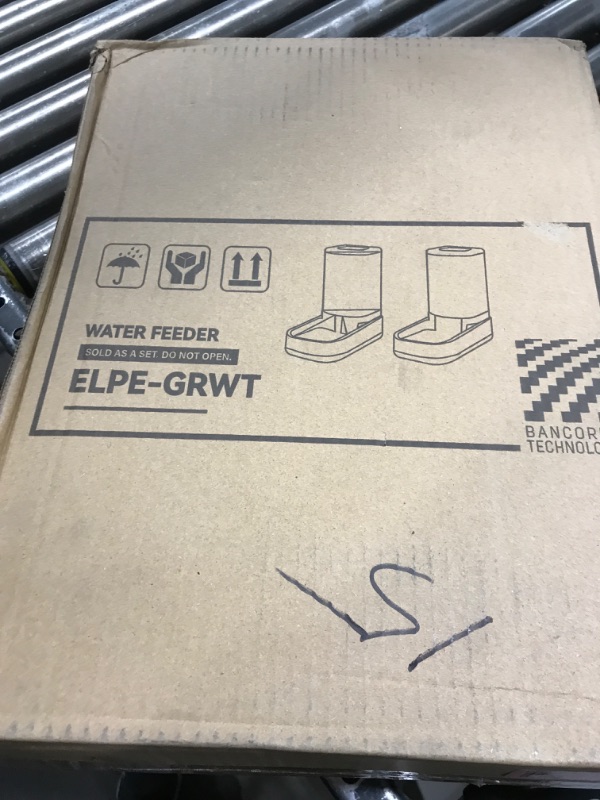 WATER FEEDER
SOLD AS A SET. DO NOT OPEN.
ELPE-GRWT
BANCOR
TECHNOLO